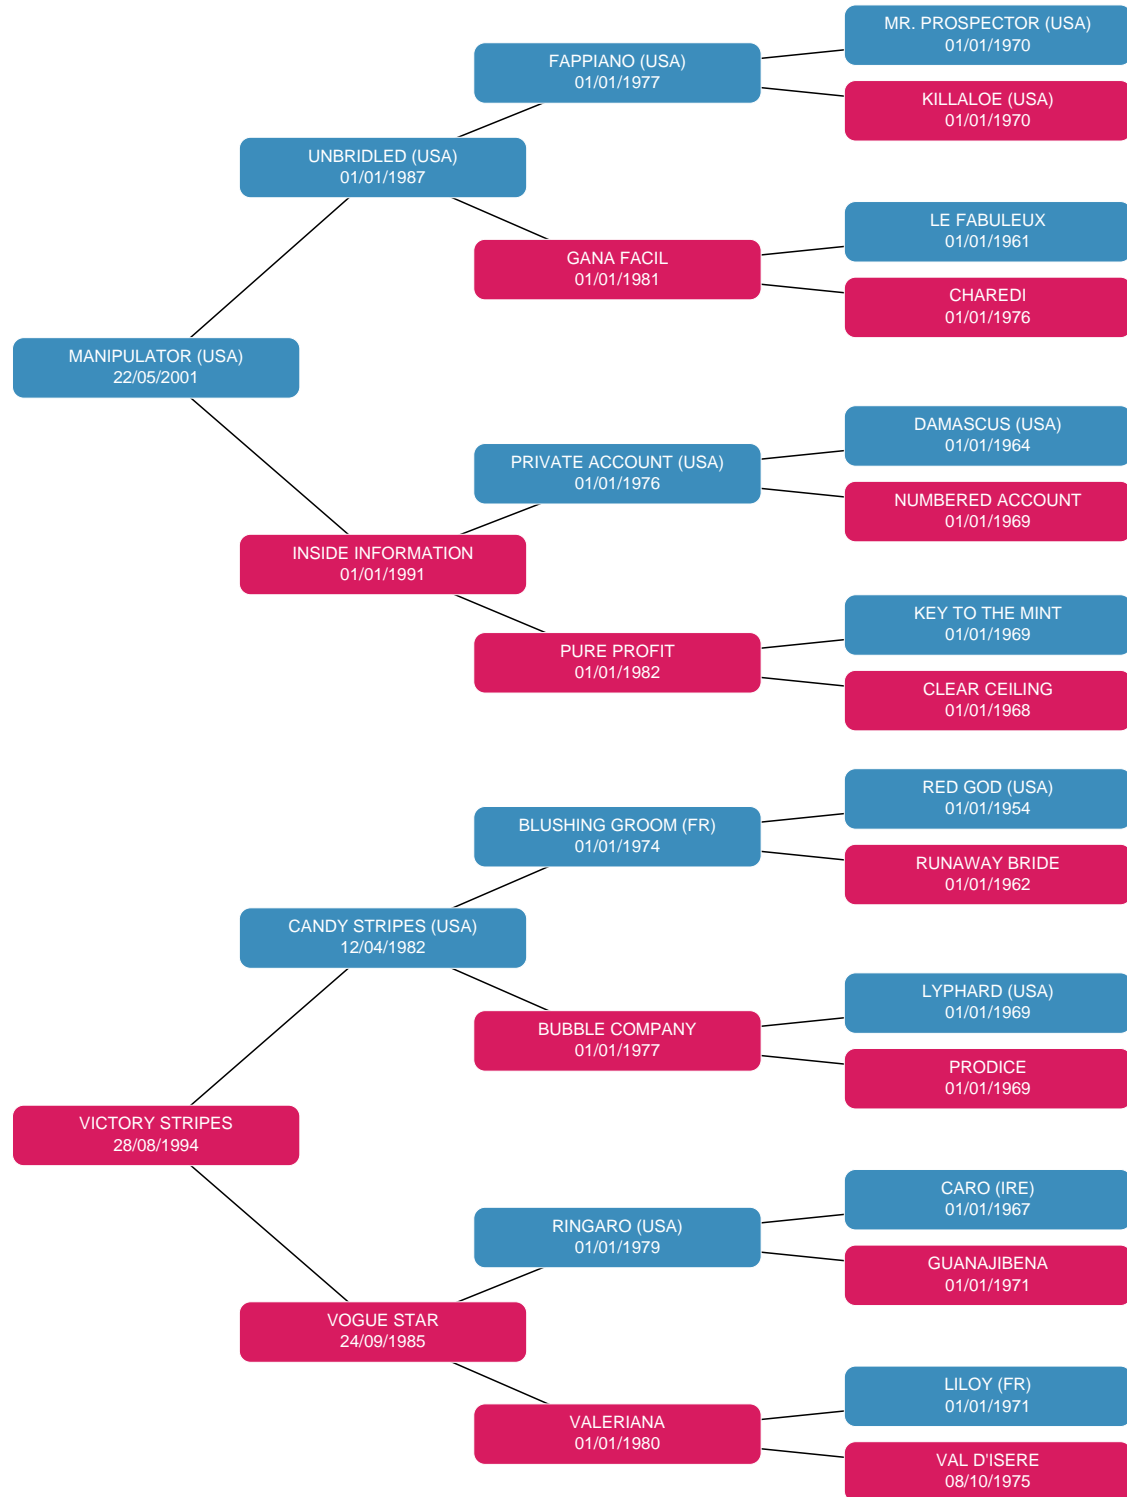 MR. PROSPECTOR (USA)
01/01/1970
FAPPIANO (USA)
01/01/1977
KILLALOE (USA)
01/01/1970
UNBRIDLED (USA)
01/01/1987
LE FABULEUX
01/01/1961
GANA FACIL
01/01/1981
CHAREDI
01/01/1976
MANIPULATOR (USA)
22/05/2001
DAMASCUS (USA)
01/01/1964
PRIVATE ACCOUNT (USA)
01/01/1976
NUMBERED ACCOUNT
01/01/1969
INSIDE INFORMATION
01/01/1991
KEY TO THE MINT
01/01/1969
PURE PROFIT
01/01/1982
CLEAR CEILING
01/01/1968
RED GOD (USA)
01/01/1954
BLUSHING GROOM (FR)
01/01/1974
RUNAWAY BRIDE
01/01/1962
CANDY STRIPES (USA)
12/04/1982
LYPHARD (USA)
01/01/1969
BUBBLE COMPANY
01/01/1977
PRODICE
01/01/1969
VICTORY STRIPES
28/08/1994
CARO (IRE)
01/01/1967
RINGARO (USA)
01/01/1979
GUANAJIBENA
01/01/1971
VOGUE STAR
24/09/1985
LILOY (FR)
01/01/1971
VALERIANA
01/01/1980
VAL D'ISERE
08/10/1975